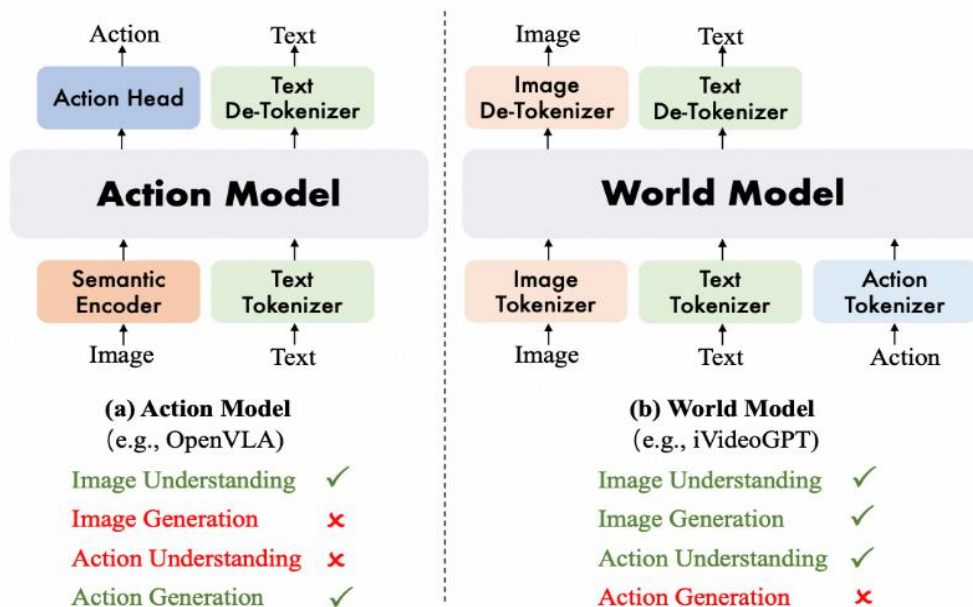 Action
Text
Action Head
Text
De-Tokenizer
Action Model
Semantic
Encoder
Text
Tokenizer
Image
Text
(a) Action Model
(e.g., OpenVLA)
Image Understanding ✓
Image Generation ×
Action Understanding ×
Action Generation ✓
Image
Text
Image
De-Tokenizer
Text
De-Tokenizer
World Model
Image
Tokenizer
Text
Tokenizer
Action
Tokenizer
Image
Text
Action
(b) World Model
(e.g., iVideoGPT)
Image Understanding ✓
Image Generation ✓
Action Understanding ✓
Action Generation ×